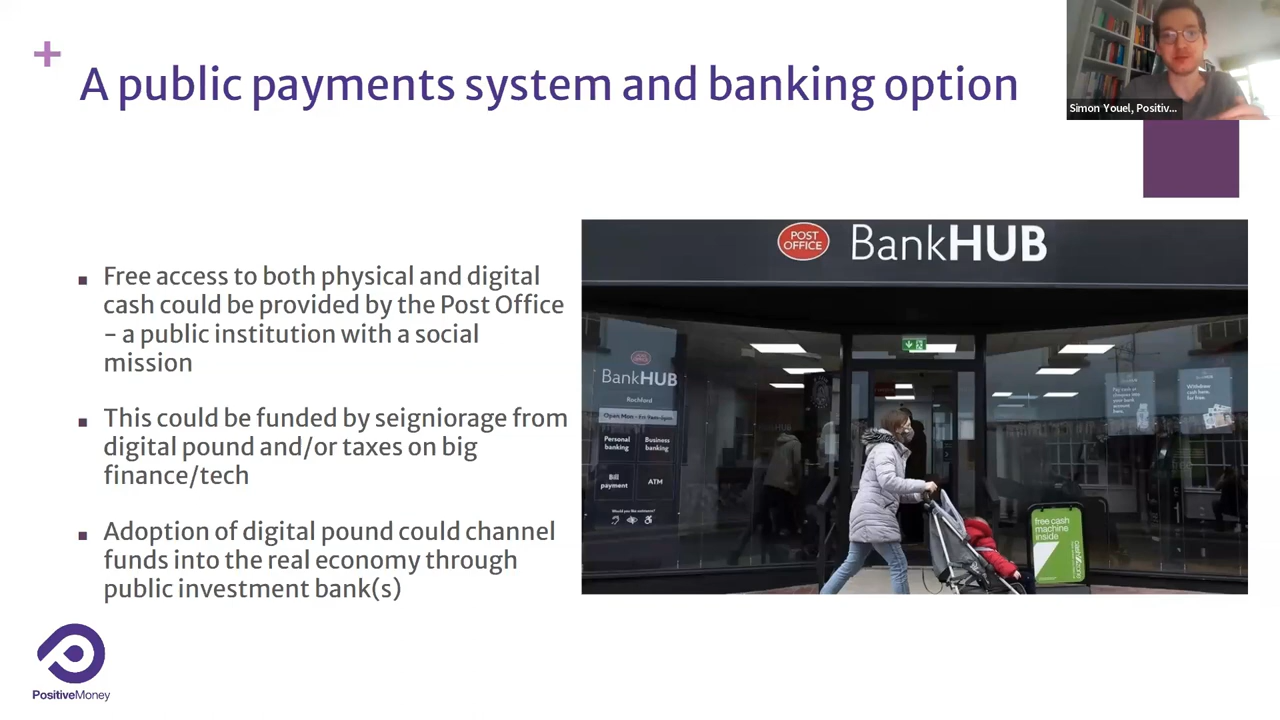 +
A public payments system and banking option
Simon Youel, Positiv...
▪ Free access to both physical and digital
cash could be provided by the Post Office
– a public institution with a social
mission
▪ This could be funded by seigniorage from
digital pound and/or taxes on big
finance/tech
▪ Adoption of digital pound could channel
funds into the real economy through
public investment bank(s)
POST
OFFICE
BankHUB
BankHUB
Rochford
Open Mon - Fri 9am-5pm
Personal
banking
Business
banking
Bill
payment
ATM
Would you like assistance?
free cash
machine
inside
PositiveMoney